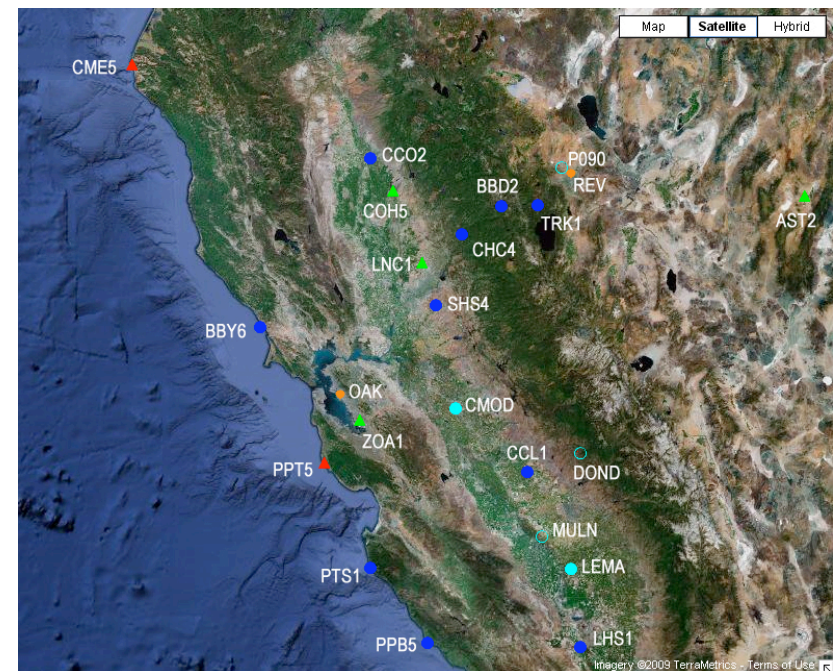 Map Satellite Hybrid
CME5
CCO2
P090
REV
BBD2
COH5
TRK1
AST2
CHC4
LNC1
SHS4
BBY6
OAK
CMOD
ZOA1
CCL1
DOND
PPT5
MULN
PTS1
LEMA
PPB5
LHS1
Imagery ©2009 TerraMetrics - Terms of Use